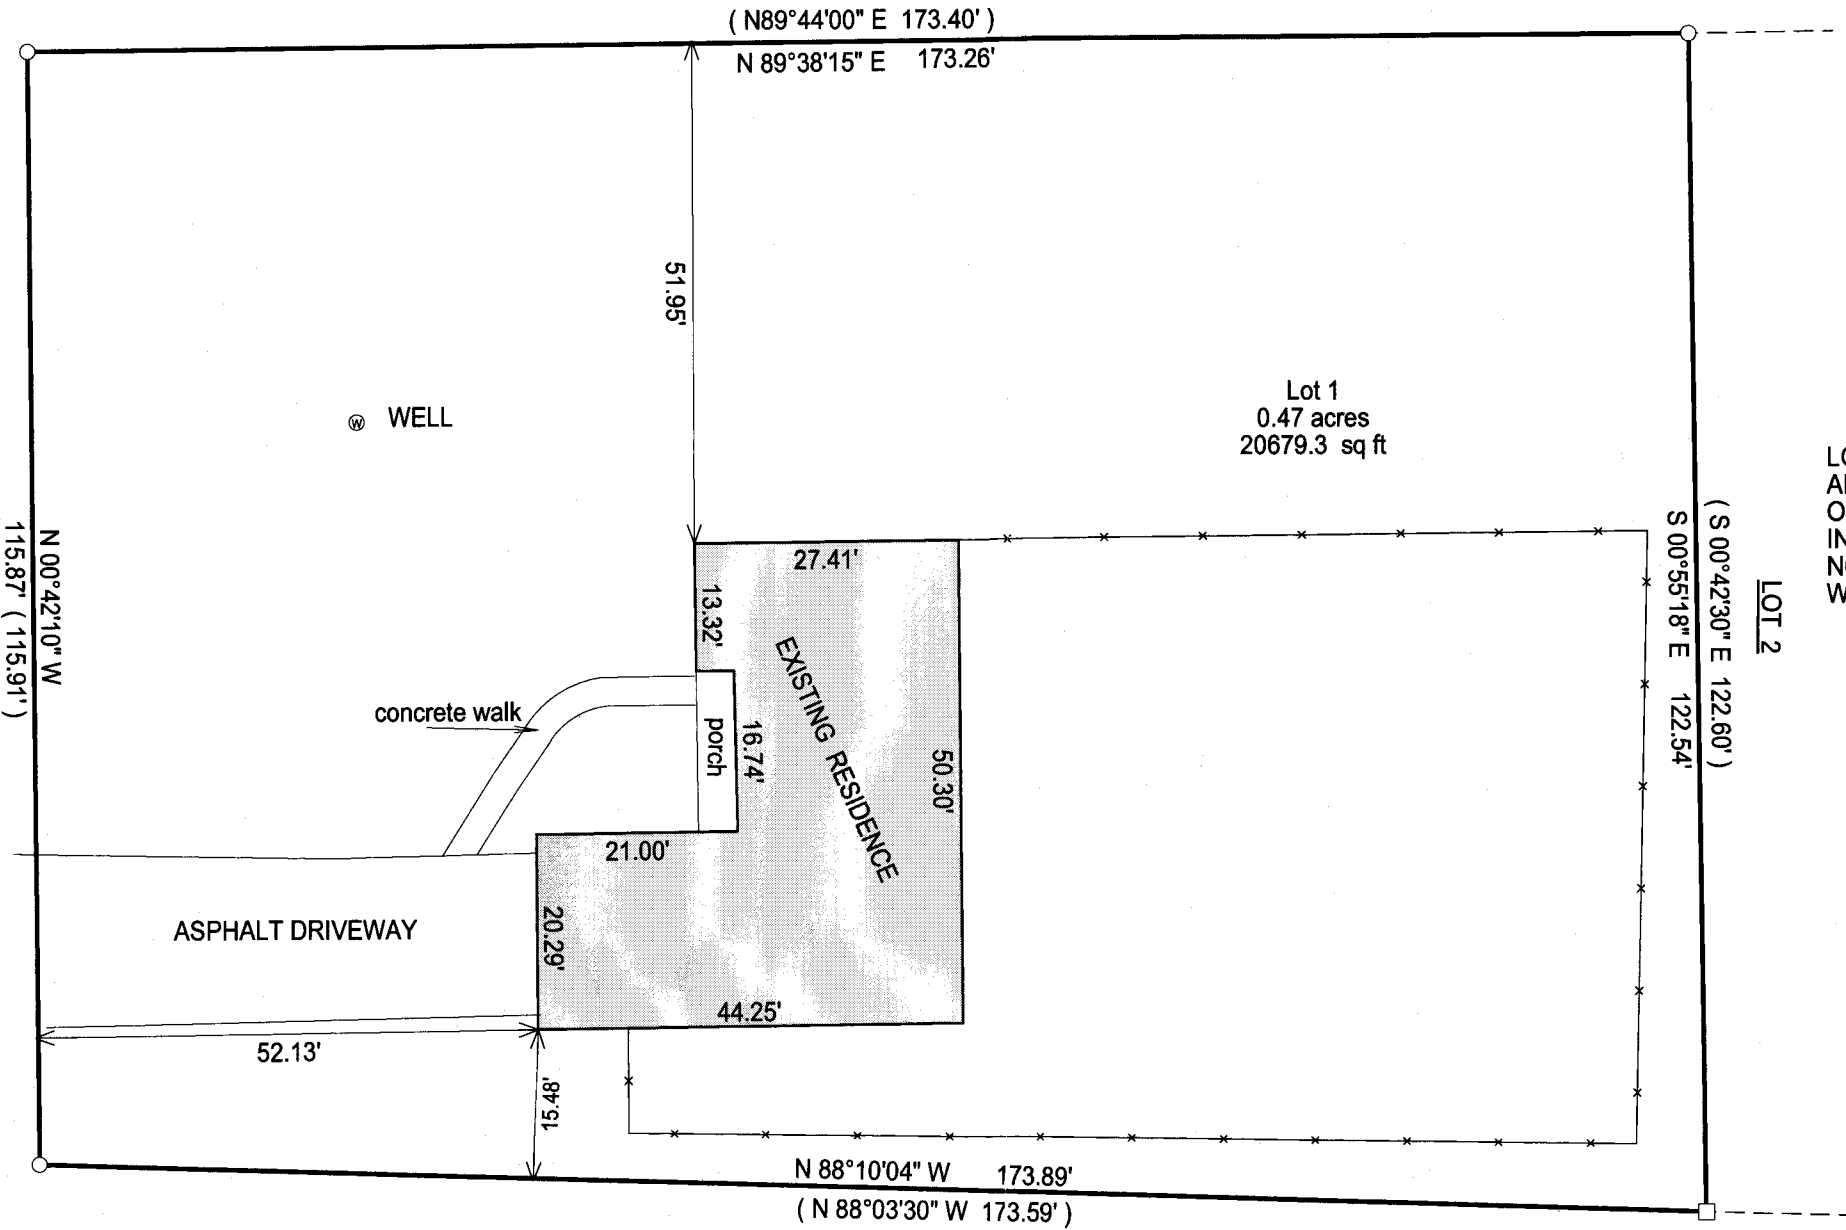 ( N89°44'00" E 173.40' )
N 89°38'15" E 173.26'
51.95'
Lot 1
0.47 acres
20679.3 sq ft
W WELL
27.41'
13.32'
EXISTING RESIDENCE
16.74'
porch
50.30'
concrete walk
21.00'
20.29'
44.25'
ASPHALT DRIVEWAY
52.13'
15.48'
N 00°42'10" W
115.87' ( 115.91' )
( S 00°42'30" E 122.60' )
S 00°55'18" E 122.54'
LOT 2
N 88°10'04" W 173.89'
( N 88°03'30" W 173.59' )